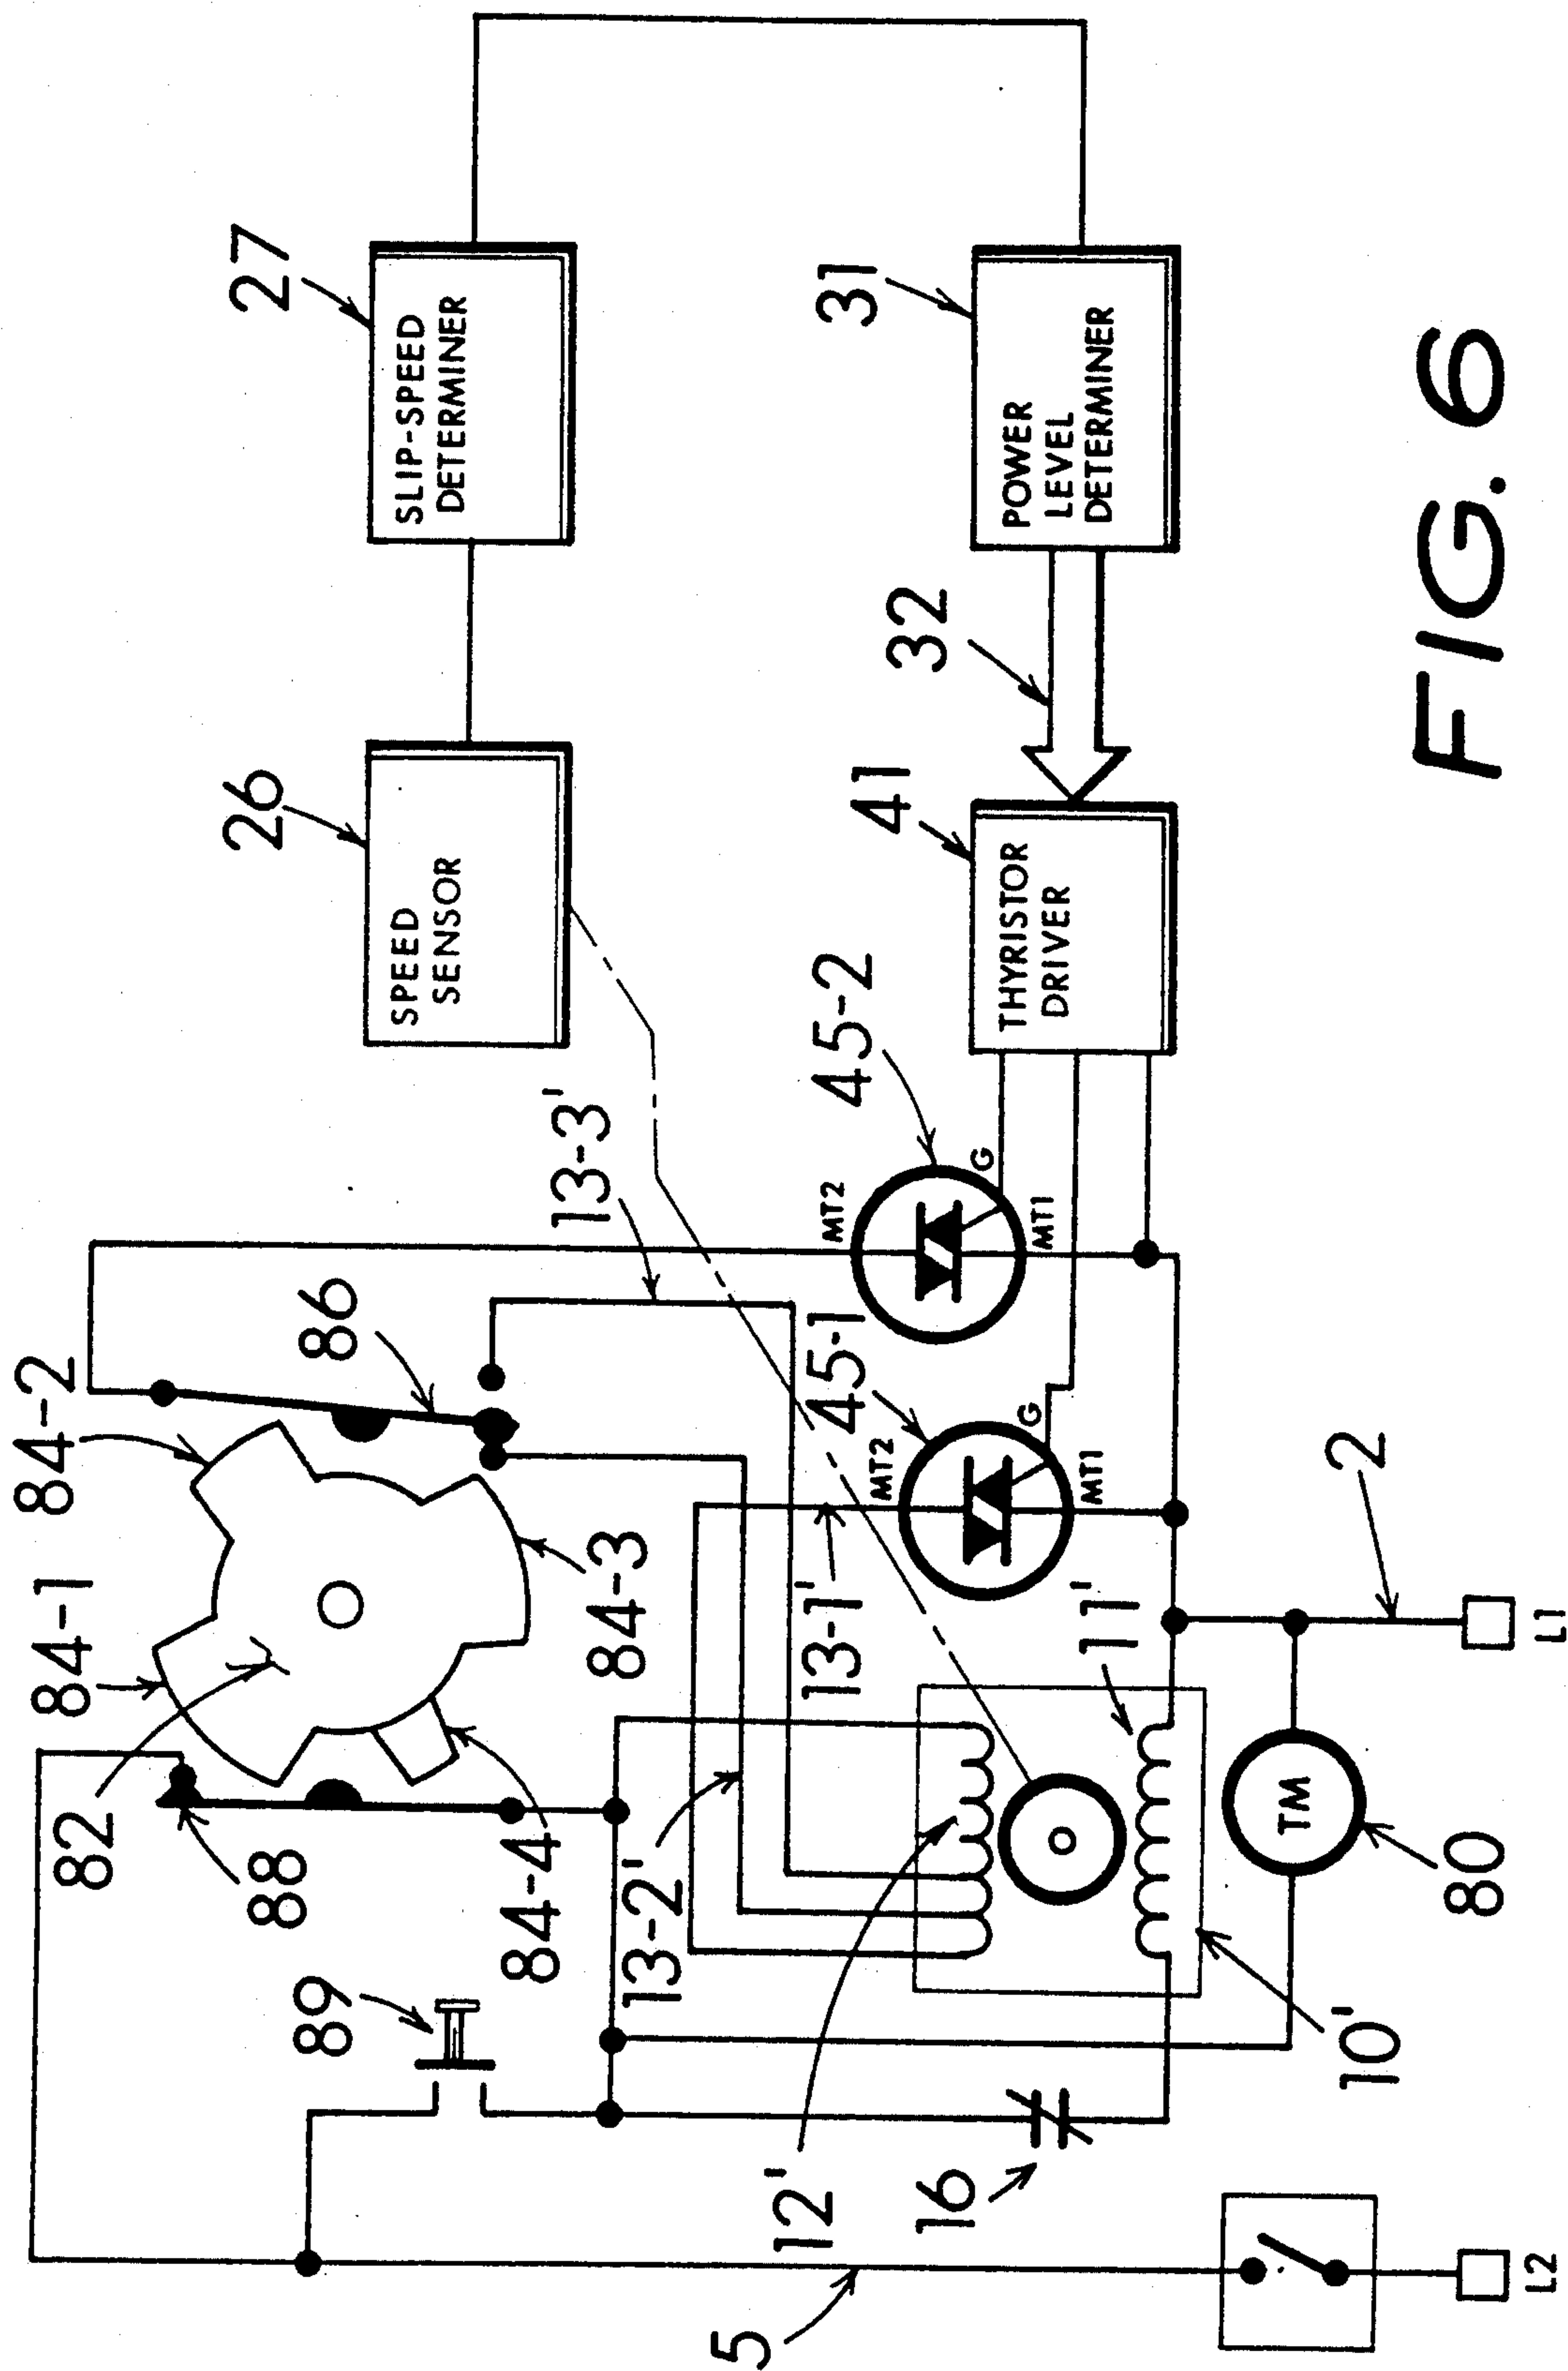 84-1
84-2
82
88
86
84-4
84-3
89
26
SPEED
SENSOR
27
SLIP-SPEED
DETERMINER
13-3'
13-2'
13-1'
45-1
MT2
G
MT1
45-2
MT2
G
MT1
41
THYRISTOR
DRIVER
32
31
POWER
LEVEL
DETERMINER
12'
16
11'
10'
5
TM
80
2
L2
L1
FIG. 6